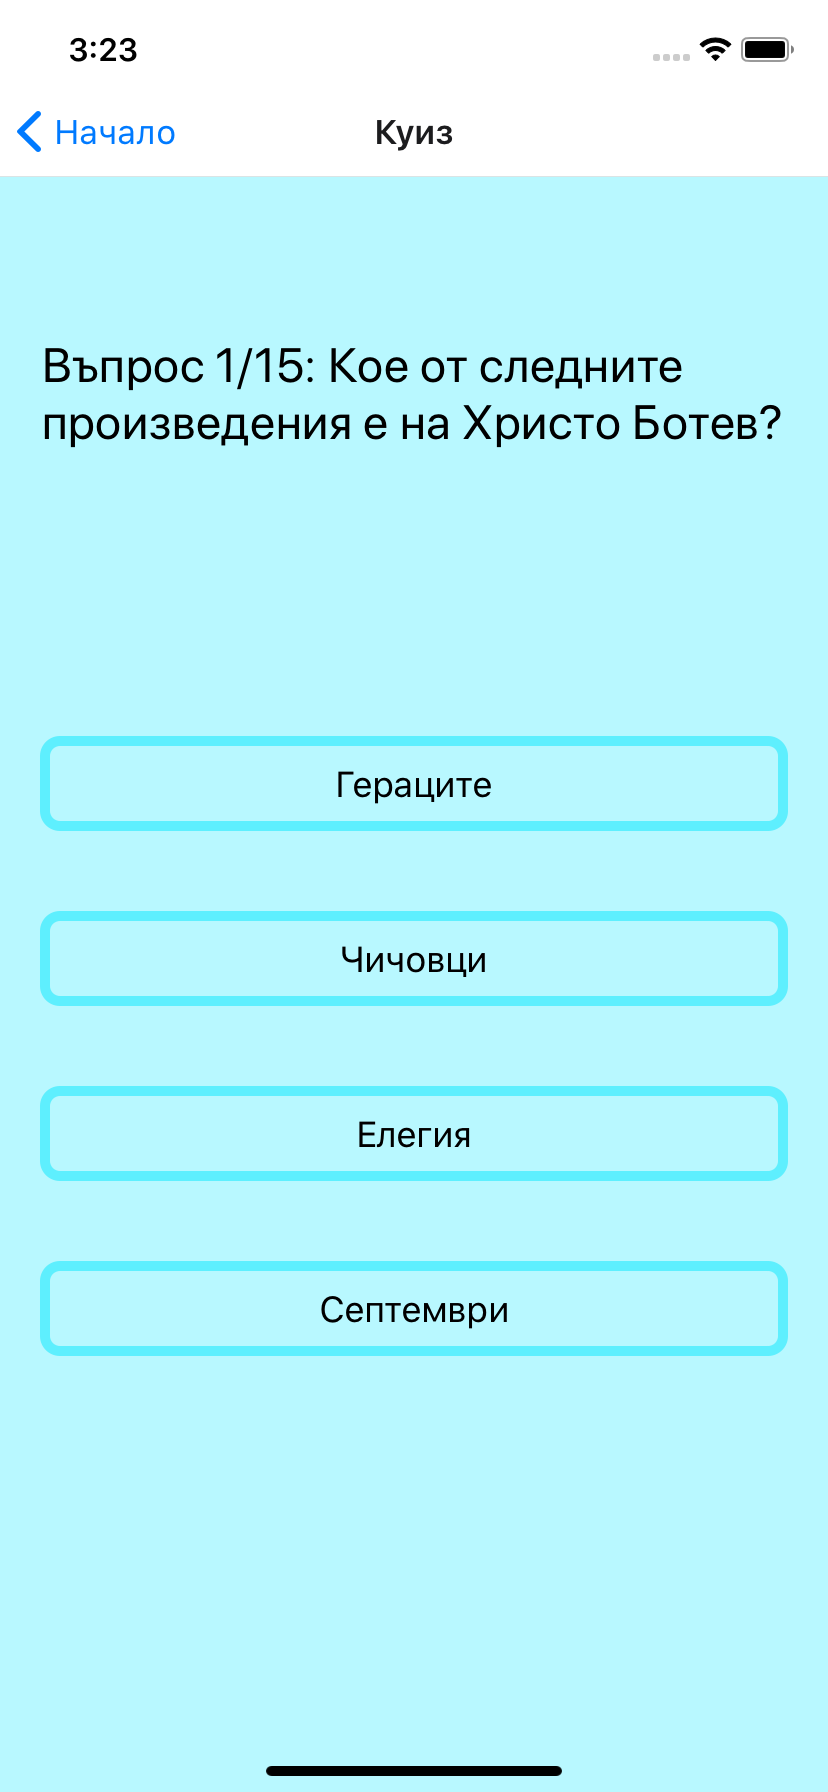 3:23
Начало
Куиз
Въпрос 1/15: Кое от следните
произведения е на Христо Ботев?
Гераците
Чичовци
Елегия
Септември